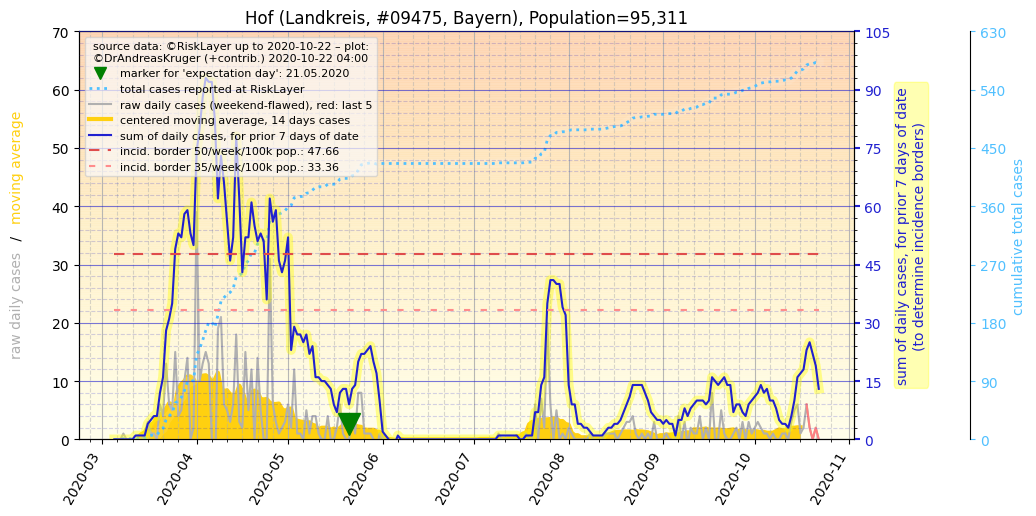 Hof (Landkreis, #09475, Bayern), Population=95,311
source data: ©RiskLayer up to 2020-10-22 – plot:
©DrAndreasKruger (+contrib.) 2020-10-22 04:00
marker for 'expectation day': 21.05.2020
total cases reported at RiskLayer
raw daily cases (weekend-flawed), red: last 5
centered moving average, 14 days cases
sum of daily cases, for prior 7 days of date
incid. border 50/week/100k pop.: 47.66
incid. border 35/week/100k pop.: 33.36
raw daily cases / moving average
70
60
50
40
30
20
10
0
2020-03
2020-04
2020-05
2020-06
2020-07
2020-08
2020-09
2020-10
2020-11
105
90
75
60
45
30
15
0
sum of daily cases, for prior 7 days of date
(to determine incidence borders)
630
540
450
360
270
180
90
0
cumulative total cases